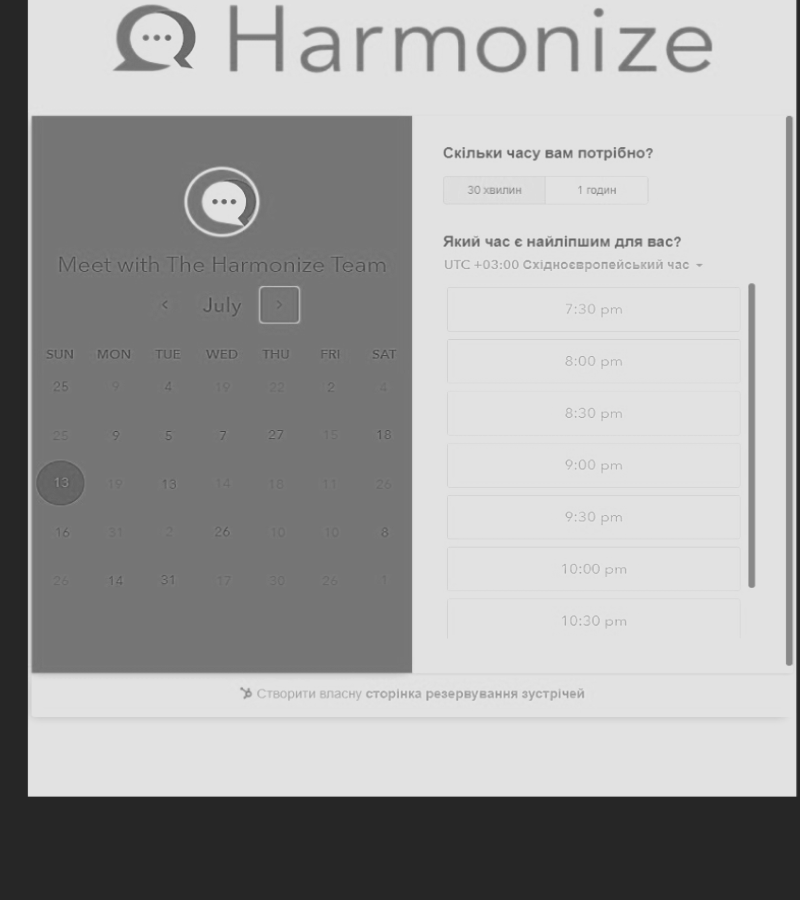 Harmonize
Meet with The Harmonize Team
July
SUN MON TUE WED THU FRI SAT
25 9 4 19 22 2 4
25 9 5 7 27 15 18
13 19 13 14 18 11 26
16 31 2 26 10 10 8
26 14 31 17 30 26 1
Скільки часу вам потрібно?
30 хвилин 1 годин
Який час є найліпшим для вас?
UTC +03:00 Східноєвропейський час
7:30 pm
8:00 pm
8:30 pm
9:00 pm
9:30 pm
10:00 pm
10:30 pm
Створити власну сторінка резервування зустрічей